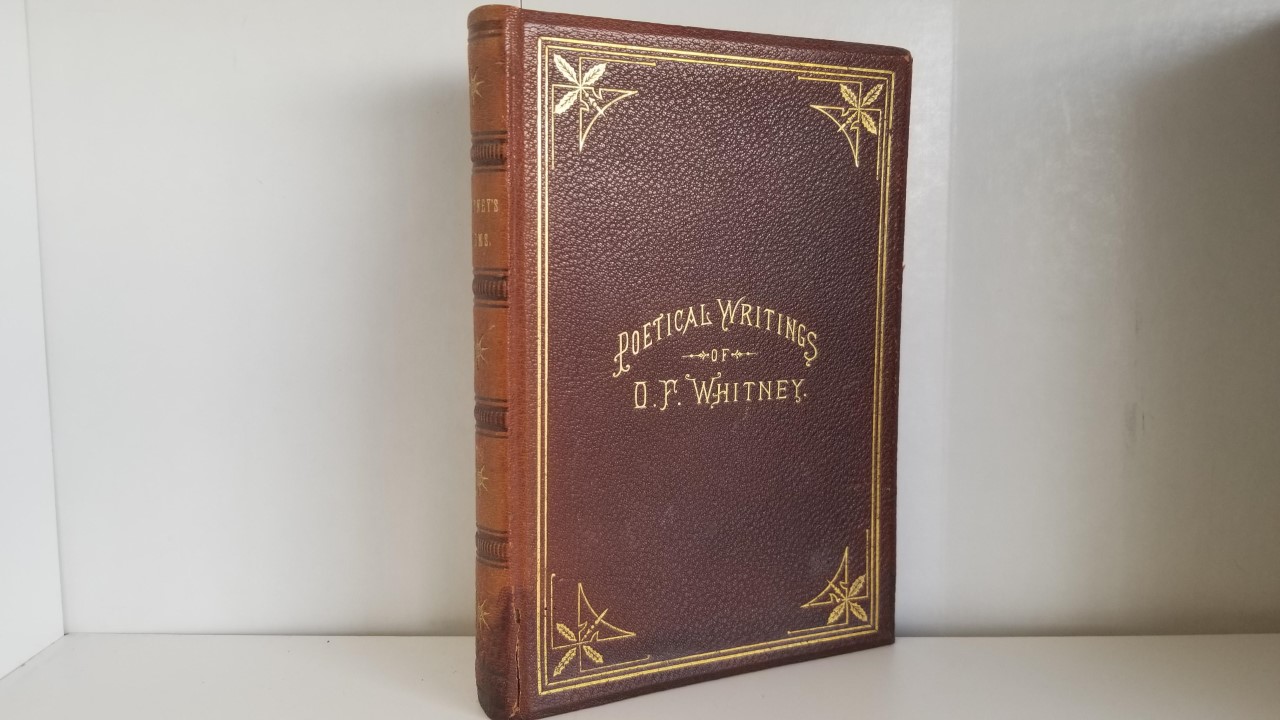 POETICAL WRITINGS
OF
O. F. WHITNEY.